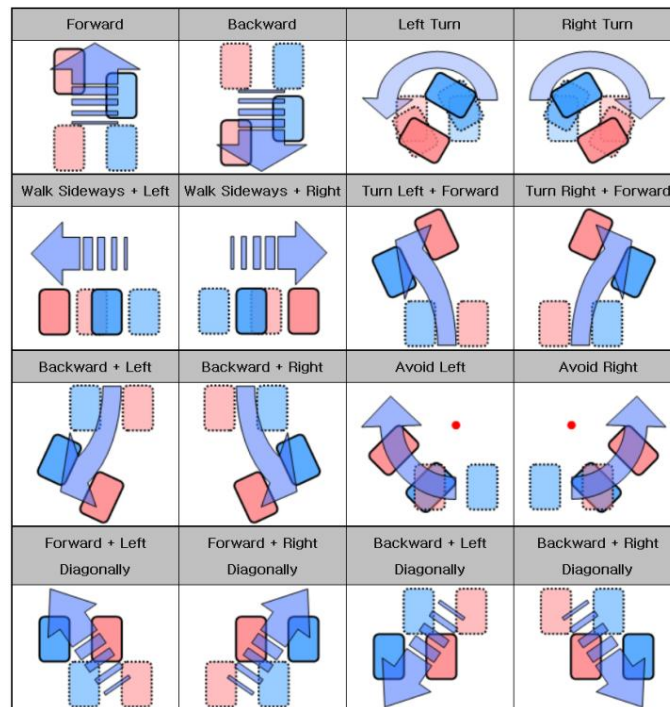 Forward
Backward
Left Turn
Right Turn
Walk Sideways + Left
Walk Sideways + Right
Turn Left + Forward
Turn Right + Forward
Backward + Left
Backward + Right
Avoid Left
Avoid Right
Forward + Left
Diagonally
Forward + Right
Diagonally
Backward + Left
Diagonally
Backward + Right
Diagonally